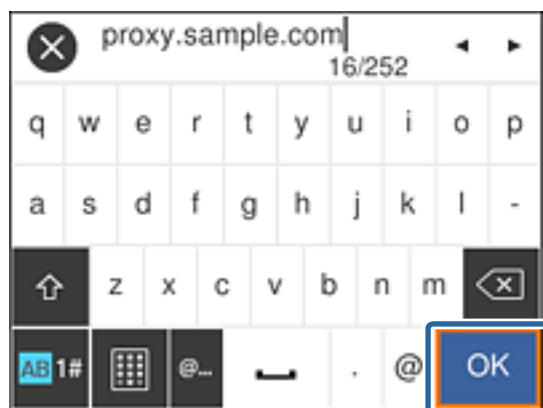 proxy.sample.com
16/252
q w e r t y u i o p
a s d f g h j k l -
z x c v b n m
AB 1# @... . @ OK